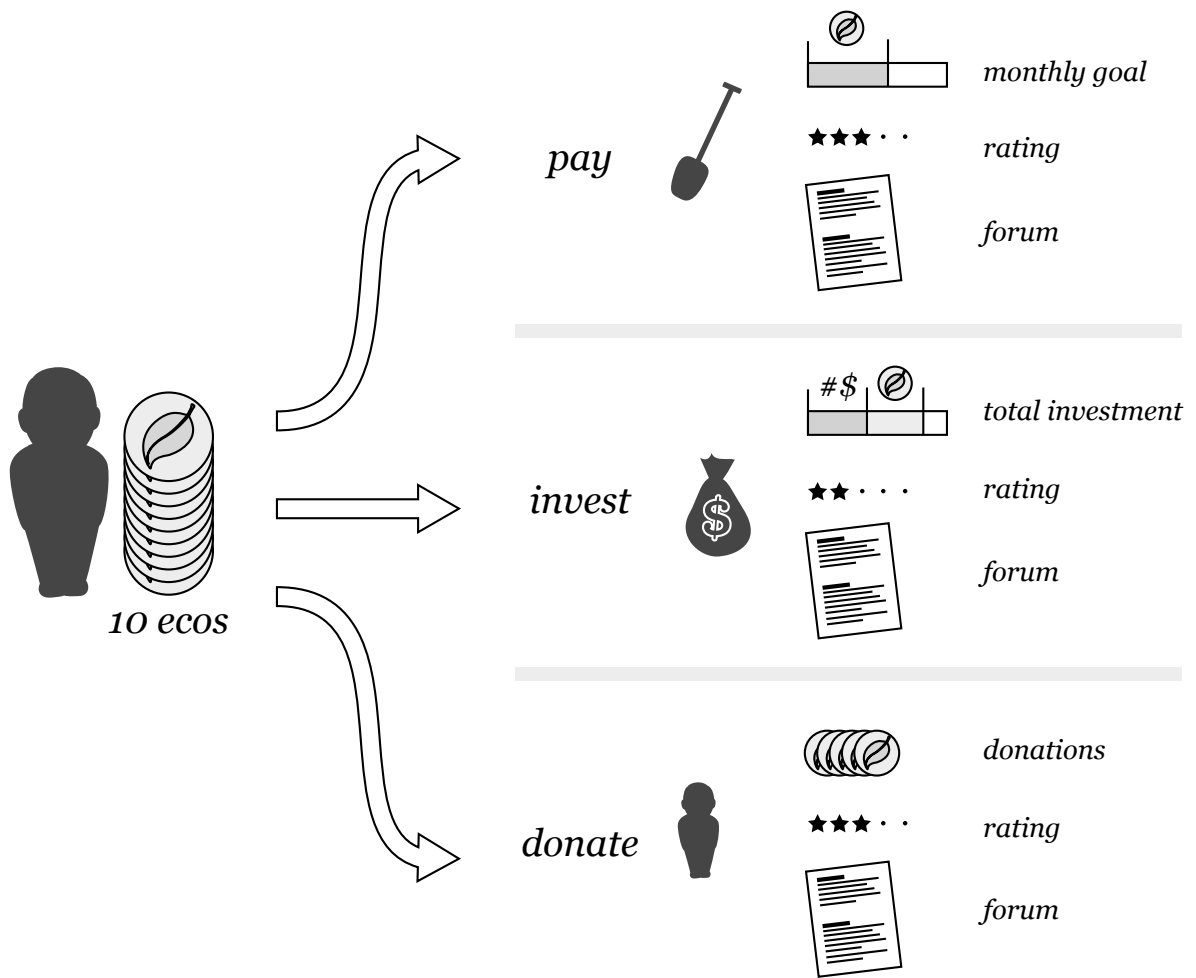 monthly goal
pay
rating
forum
#$
total investment
invest
$
rating
forum
10 ecos
donations
donate
rating
forum